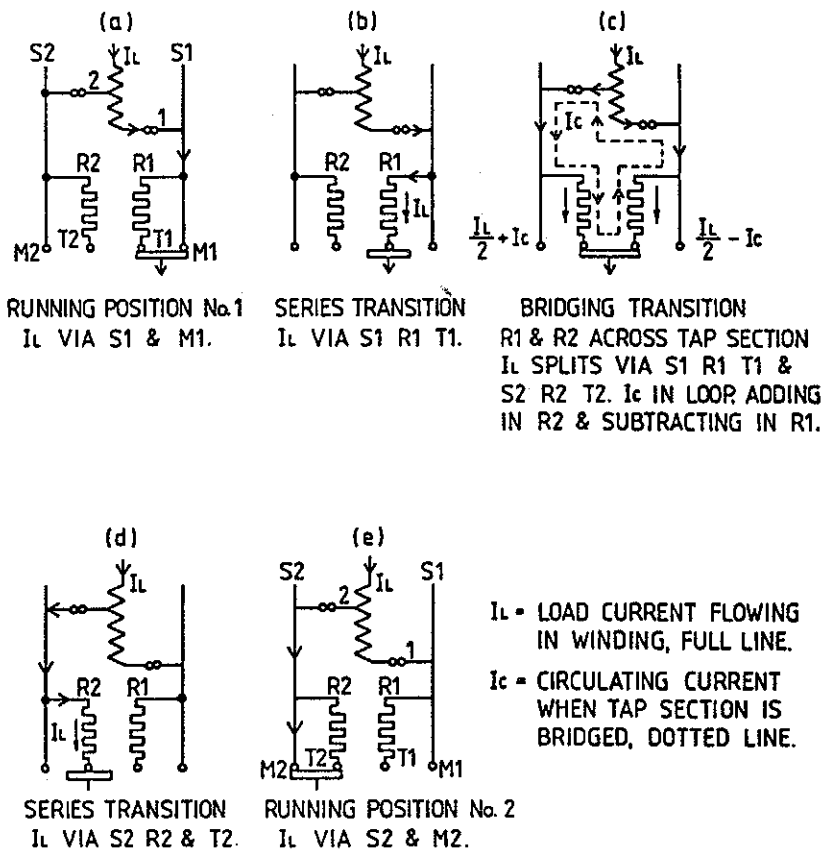 (a)
S2
IL
S1
2
1
R2
R1
M2
T2
T1
M1
RUNNING POSITION No.1
IL VIA S1 & M1.
(b)
IL
R2
R1
IL
SERIES TRANSITION
IL VIA S1 R1 T1.
(c)
IL
Ic
IL/2 + Ic
IL/2 - Ic
BRIDGING TRANSITION
R1 & R2 ACROSS TAP SECTION
IL SPLITS VIA S1 R1 T1 &
S2 R2 T2. Ic IN LOOP, ADDING
IN R2 & SUBTRACTING IN R1.
(d)
IL
R2
R1
IL
SERIES TRANSITION
IL VIA S2 R2 & T2.
(e)
S2
IL
S1
2
1
R2
R1
M2
T2
T1
M1
RUNNING POSITION No. 2
IL VIA S2 & M2.
IL = LOAD CURRENT FLOWING
IN WINDING, FULL LINE.
Ic = CIRCULATING CURRENT
WHEN TAP SECTION IS
BRIDGED, DOTTED LINE.